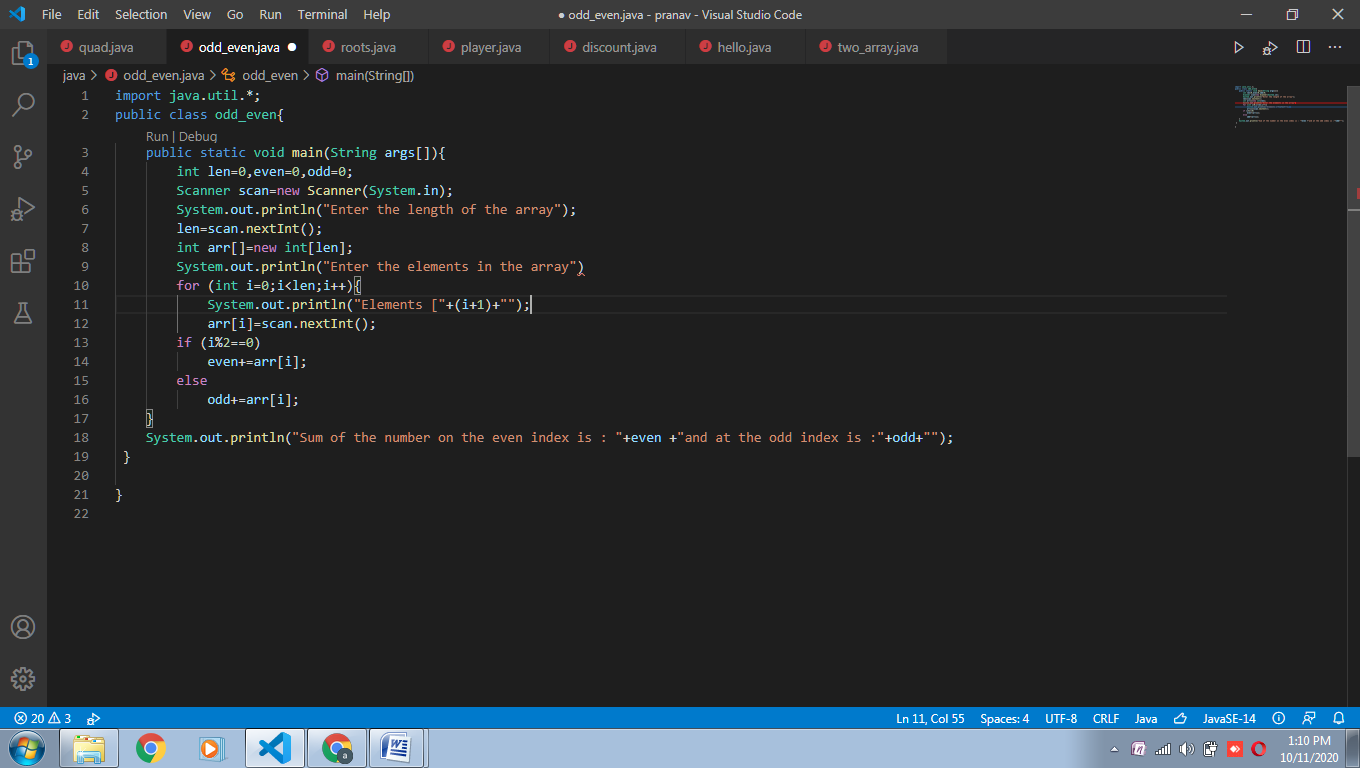 File Edit Selection View Go Run Terminal Help
● odd_even.java - pranav - Visual Studio Code
quad.java odd_even.java ● roots.java player.java discount.java hello.java two_array.java
java > odd_even.java > odd_even > main(String[])
1 import java.util.*;
2 public class odd_even{
Run | Debug
3 public static void main(String args[]){
4 int len=0,even=0,odd=0;
5 Scanner scan=new Scanner(System.in);
6 System.out.println("Enter the length of the array");
7 len=scan.nextInt();
8 int arr[]=new int[len];
9 System.out.println("Enter the elements in the array")
10 for (int i=0;i<len;i++){
11 System.out.println("Elements ["+(i+1)+"");
12 arr[i]=scan.nextInt();
13 if (i%2==0)
14 even+=arr[i];
15 else
16 odd+=arr[i];
17 }
18 System.out.println("Sum of the number on the even index is : "+even +"and at the odd index is :"+odd+"");
19 }
20
21 }
22
1
20 3 Ln 11, Col 55 Spaces: 4 UTF-8 CRLF Java JavaSE-14
a
1:10 PM
10/11/2020